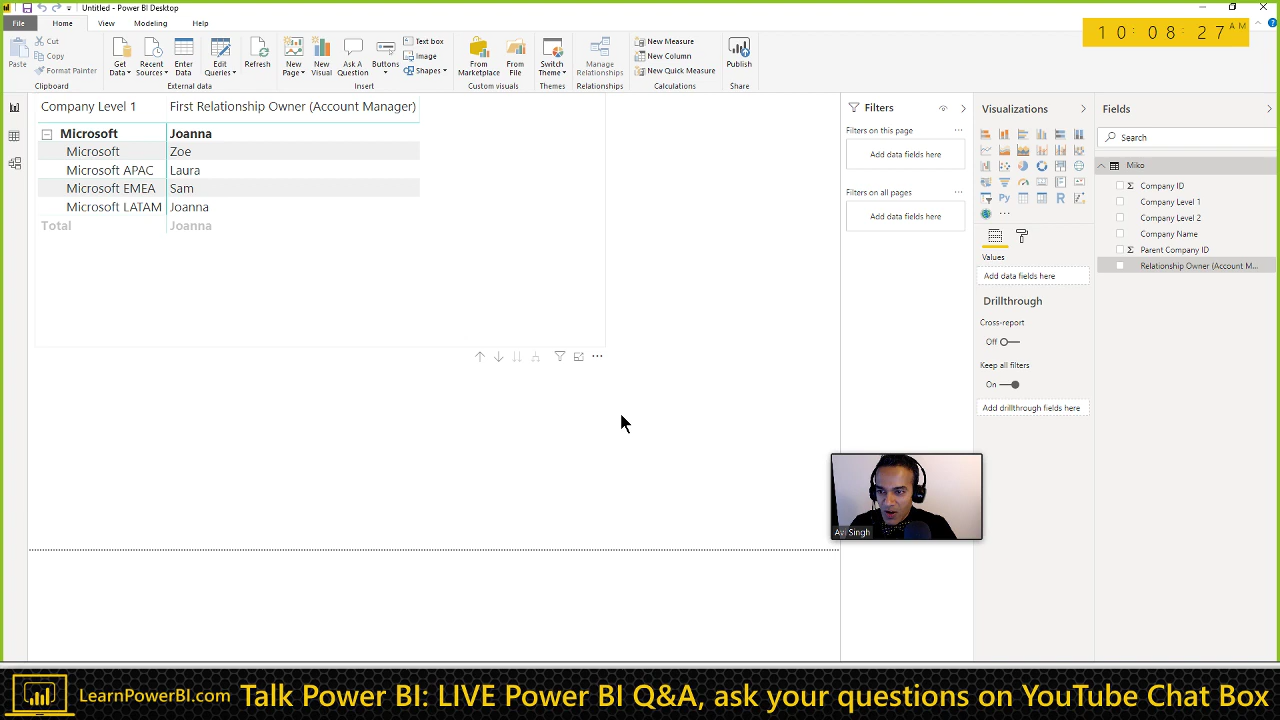 Untitled - Power BI Desktop
File Home View Modeling Help
10:08:27 AM
Paste
Cut
Copy
Format Painter
Clipboard
Get Data
Recent Sources
Enter Data
Edit Queries
Refresh
External data
New Page
New Visual
Ask A Question
Buttons
Text box
Image
Shapes
Insert
From Marketplace
From File
Custom visuals
Switch Theme
Themes
Manage Relationships
Relationships
New Measure
New Column
New Quick Measure
Calculations
Publish
Share
Company Level 1 First Relationship Owner (Account Manager)
Microsoft Joanna
Microsoft Zoe
Microsoft APAC Laura
Microsoft EMEA Sam
Microsoft LATAM Joanna
Total Joanna
Filters
Filters on this page
Add data fields here
Filters on all pages
Add data fields here
Visualizations
Values
Add data fields here
Drillthrough
Cross-report
Off
Keep all filters
On
Add drillthrough fields here
Fields
Search
Miko
Company ID
Company Level 1
Company Level 2
Company Name
Parent Company ID
Relationship Owner (Account M...
Avi Singh
LearnPowerBI.com Talk Power BI: LIVE Power BI Q&A, ask your questions on YouTube Chat Box